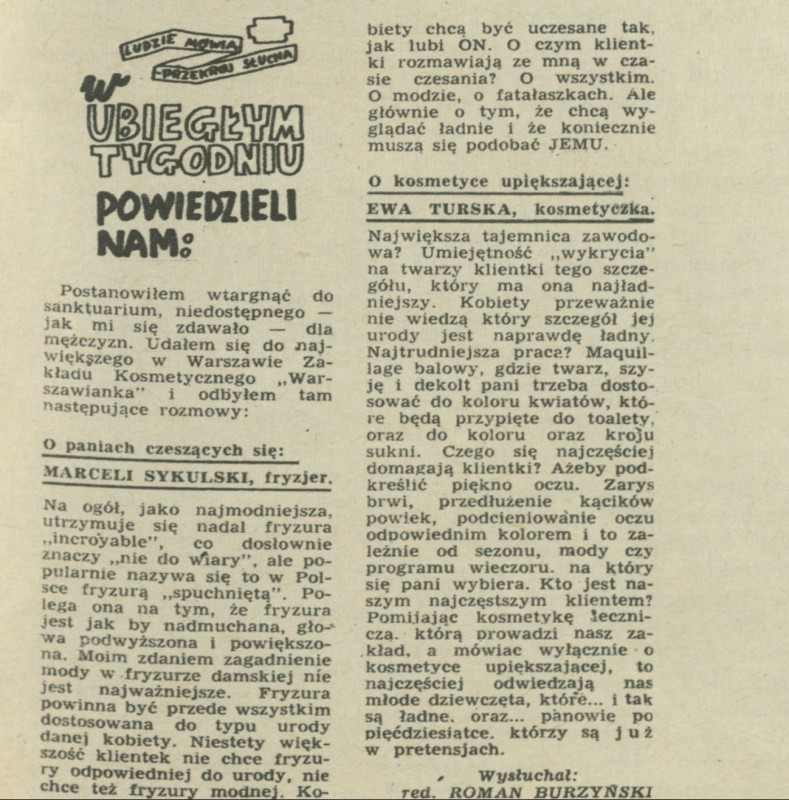 LUDZIE MÓWIĄ
PRZEKRÓJ SŁUCHA
W
UBIEGŁYM
TYGODNIU
POWIEDZIELI
NAM:
Postanowiłem wtargnąć do
sanktuarium, niedostępnego —
jak mi się zdawało — dla
mężczyzn. Udałem się do naj-
większego w Warszawie Za-
kładu Kosmetycznego „War-
szawianka" i odbyłem tam
następujące rozmowy:
O paniach czeszących się:
MARCELI SYKULSKI, fryzjer.
Na ogół, jako najmodniejsza,
utrzymuje się nadal fryzura
„incroyable", co dosłownie
znaczy „nie do wiary", ale po-
pularnie nazywa się to w Pol-
sce fryzurą „spuchniętą". Po-
lega ona na tym, że fryzura
jest jak by nadmuchana, gło-
wa podwyższona i powiększo-
na. Moim zdaniem zagadnienie
mody w fryzurze damskiej nie
jest najważniejsze. Fryzura
powinna być przede wszystkim
dostosowana do typu urody
danej kobiety. Niestety więk-
szość klientek nie chce fryzu-
ry odpowiedniej do urody, nie
chce też fryzury modnej. Ko-
biety chcą być uczesane tak,
jak lubi ON. O czym klient-
ki rozmawiają ze mną w cza-
sie czesania? O wszystkim.
O modzie, o fatałaszkach. Ale
głównie o tym, że chcą wy-
glądać ładnie i że koniecznie
muszą się podobać JEMU.
O kosmetyce upiększającej:
EWA TURSKA, kosmetyczka.
Największa tajemnica zawodo-
wa? Umiejętność „wykrycia"
na twarzy klientki tego szcze-
gółu, który ma ona najład-
niejszy. Kobiety przeważnie
nie wiedzą który szczegół jej
urody jest naprawdę ładny.
Najtrudniejsza praca? Maquil-
lage balowy, gdzie twarz, szy-
ję i dekolt pani trzeba dosto-
sować do koloru kwiatów, któ-
re będą przypięte do toalety,
oraz do koloru oraz kroju
sukni. Czego się najczęściej
domagają klientki? Ażeby pod-
kreślić piękno oczu. Zarys
brwi, przedłużenie kącików
powiek, podcieniowanie oczu
odpowiednim kolorem i to za-
leżnie od sezonu, mody czy
programu wieczoru. na który
się pani wybiera. Kto jest na-
szym najczęstszym klientem?
Pomijając kosmetykę leczni-
czą. którą prowadzi nasz za-
kład, a mówiac wyłącznie o
kosmetyce upiększającej, to
najczęściej odwiedzają nas
młode dziewczęta, które... i tak
są ładne. oraz... panowie po
pięćdziesiatce. którzy są już
w pretensjach.
Wysłuchał:
red. ROMAN BURZYŃSKI